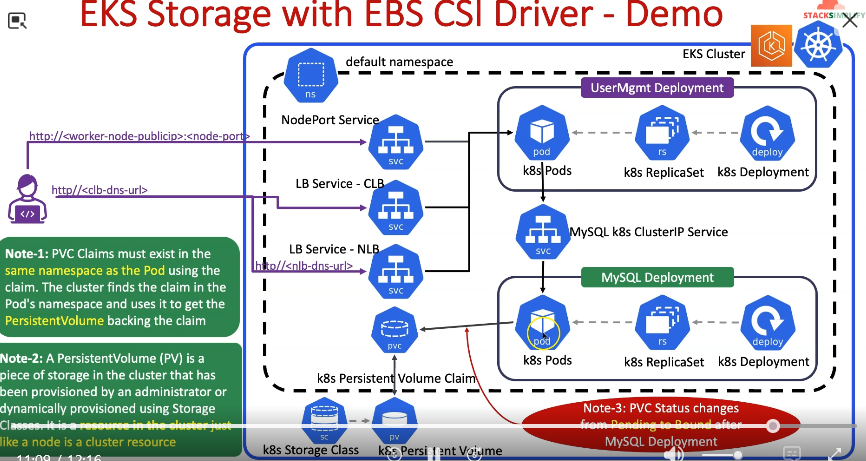 EKS Storage with EBS CSI Driver - Demo
STACKSIMPLIFY
EKS Cluster
default namespace
ns
UserMgmt Deployment
NodePort Service
http://<worker-node-publicip>:<node-port>
svc
pod
rs
deploy
k8s Pods
k8s ReplicaSet
k8s Deployment
LB Service - CLB
http//<clb-dns-url>
svc
MySQL k8s ClusterIP Service
svc
LB Service - NLB
http//<nlb-dns-url>
svc
MySQL Deployment
pod
rs
deploy
k8s Pods
k8s ReplicaSet
k8s Deployment
pvc
k8s Persistent Volume Claim
sc
pv
k8s Storage Class
k8s Persistent Volume
Note-1: PVC Claims must exist in the
same namespace as the Pod using the
claim. The cluster finds the claim in the
Pod's namespace and uses it to get the
PersistentVolume backing the claim
Note-2: A PersistentVolume (PV) is a
piece of storage in the cluster that has
been provisioned by an administrator or
dynamically provisioned using Storage
Classes. It is a resource in the cluster just
like a node is a cluster resource
Note-3: PVC Status changes
from Pending to Bound after
MySQL Deployment
11:09 / 12:16